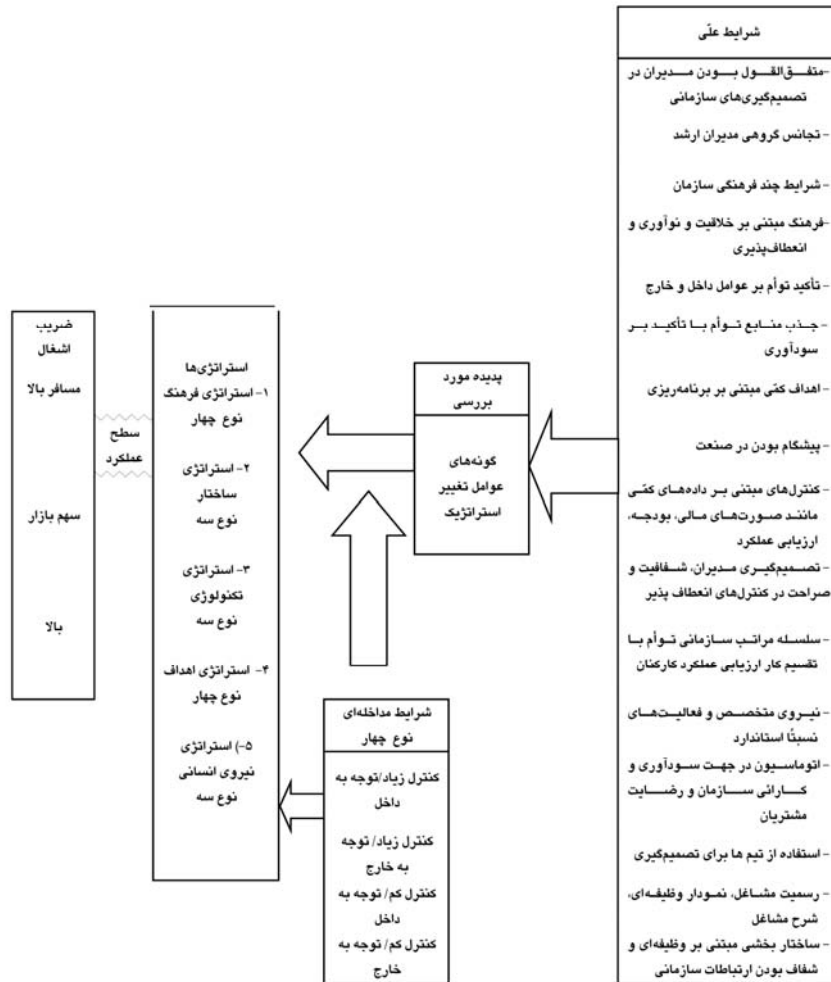 شرایط علّی
-متفق‌القول بودن مدیران در
تصمیم‌گیری‌های سازمانی
- تجانس گروهی مدیران ارشد
- شرایط چند فرهنگی سازمان
-فرهنگ مبتنی بر خلاقیت و نوآوری و
انعطاف‌پذیری
- تأکید توأم بر عوامل داخل و خارج
- جذب منابع توأم با تأکید بر
سودآوری
- اهداف کمّی مبتنی بر برنامه‌ریزی
- پیشگام بودن در صنعت
- کنترل‌های مبتنی بر داده‌های کمّی
مانند صورت‌های مالی، بودجه،
ارزیابی عملکرد
- تصمیم‌گیری مدیران، شفافیت و
صراحت در کنترل‌های انعطاف پذیر
- سلسله مراتب سازمانی توأم با
تقسیم کار ارزیابی عملکرد کارکنان
- نیروی متخصص و فعالیت‌های
نسبتًا استاندارد
- اتوماسیون در جهت سودآوری و
کارائی سازمان و رضایت
مشتریان
- استفاده از تیم ها برای تصمیم‌گیری
- رسمیت مشاغل، نمودار وظیفه‌ای،
شرح مشاغل
- ساختار بخشی مبتنی بر وظیفه‌ای و
شفاف بودن ارتباطات سازمانی
پدیده مورد
بررسی
گونه‌های
عوامل تغییر
استراتژیک
شرایط مداخله‌ای
نوع چهار
کنترل زیاد/توجه به
داخل
کنترل زیاد/ توجه
به خارج
کنترل کم/ توجه به
داخل
کنترل کم/ توجه به
خارج
استراتژی‌ها
۱- استراتژی فرهنگ
نوع چهار
۲- استراتژی
ساختار
نوع سه
۳- استراتژی
تکنولوژی
نوع سه
۴- استراتژی اهداف
نوع چهار
۵-) استراتژی
نیروی انسانی
نوع سه
سطح
عملکرد
ضریب
اشغال
مسافر بالا
سهم بازار
بالا